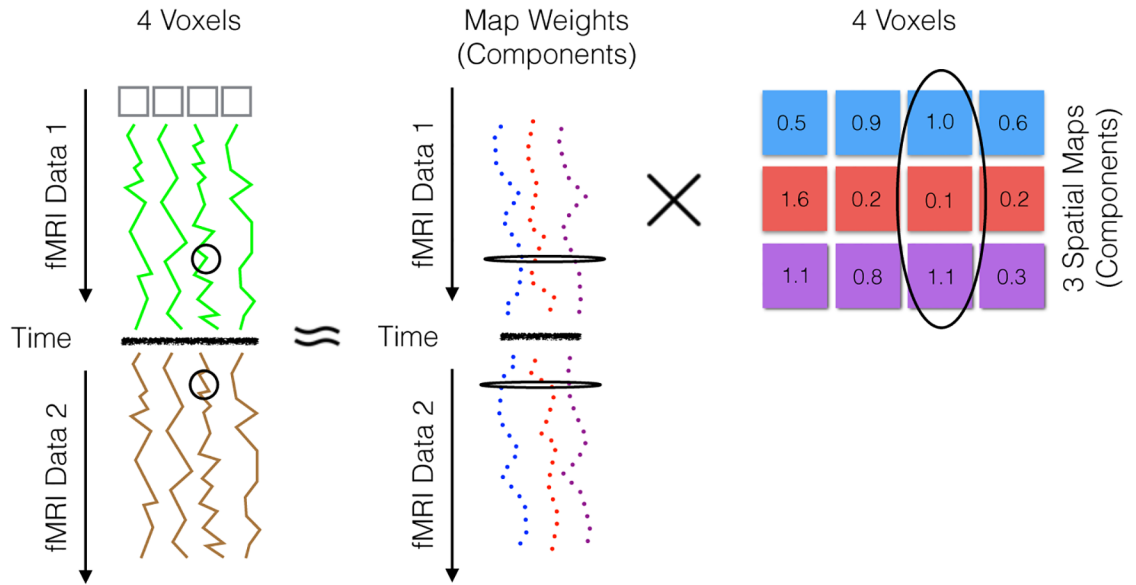 4 Voxels
Map Weights
(Components)
4 Voxels
fMRI Data 1
fMRI Data 1
0.5 0.9 1.0 0.6
1.6 0.2 0.1 0.2
1.1 0.8 1.1 0.3
3 Spatial Maps
(Components)
Time
≈
Time
×
fMRI Data 2
fMRI Data 2